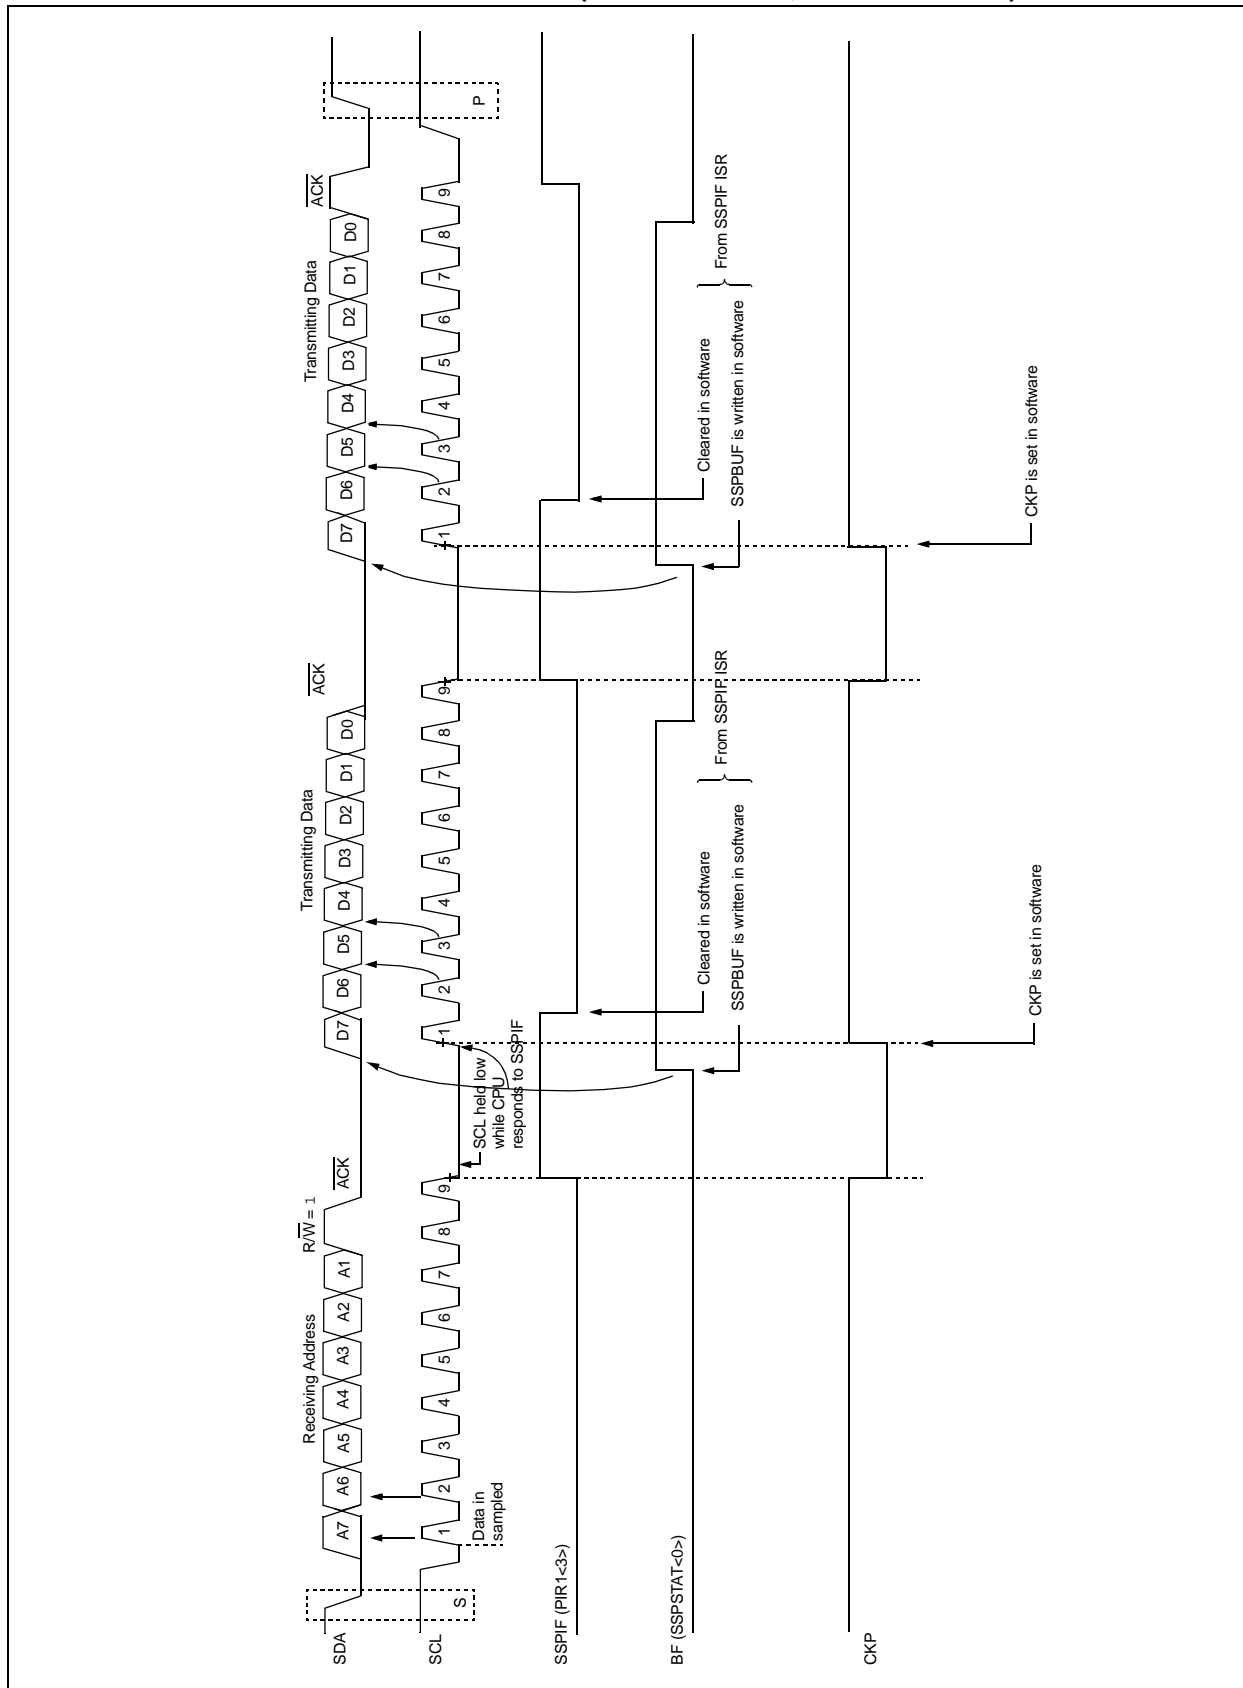 SDA
S
A7
A6
A5
A4
A3
A2
A1
Receiving Address
R/W = 1
ACK
D7
D6
D5
D4
D3
D2
D1
D0
Transmitting Data
ACK
D7
D6
D5
D4
D3
D2
D1
D0
Transmitting Data
ACK
P
SCL
1
2
3
4
5
6
7
8
9
1
2
3
4
5
6
7
8
9
1
2
3
4
5
6
7
8
9
Data in
sampled
SCL held low
while CPU
responds to SSPIF
SSPIF (PIR1<3>)
BF (SSPSTAT<0>)
Cleared in software
SSPBUF is written in software
From SSPIF ISR
Cleared in software
SSPBUF is written in software
From SSPIF ISR
CKP
CKP is set in software
CKP is set in software